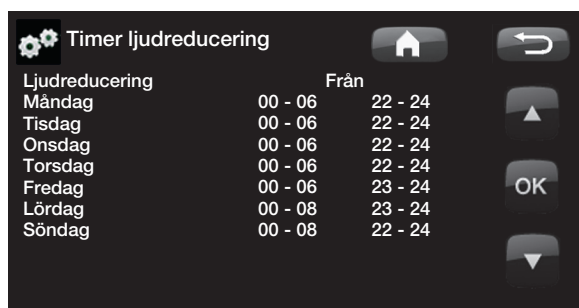 Timer ljudreducering
Ljudreducering Från
Måndag 00 - 06 22 - 24
Tisdag 00 - 06 22 - 24
Onsdag 00 - 06 22 - 24
Torsdag 00 - 06 22 - 24
Fredag 00 - 06 23 - 24
Lördag 00 - 08 23 - 24
Söndag 00 - 08 22 - 24
OK